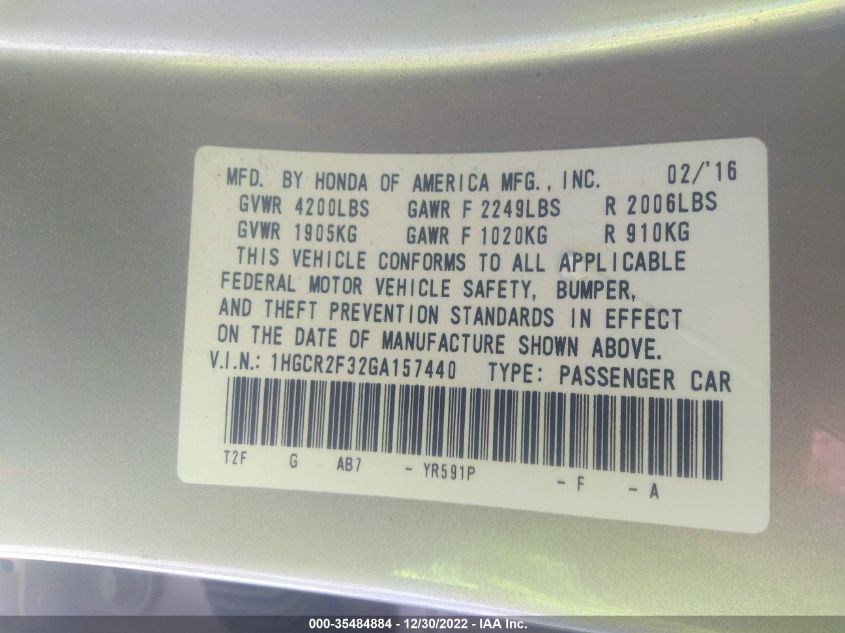 MFD. BY HONDA OF AMERICA MFG., INC. 02/'16
GVWR 4200LBS GAWR F 2249LBS R 2006LBS
GVWR 1905KG GAWR F 1020KG R 910KG
THIS VEHICLE CONFORMS TO ALL APPLICABLE
FEDERAL MOTOR VEHICLE SAFETY, BUMPER,
AND THEFT PREVENTION STANDARDS IN EFFECT
ON THE DATE OF MANUFACTURE SHOWN ABOVE.
V.I.N.: 1HGCR2F32GA157440 TYPE: PASSENGER CAR
T2F G AB7 - YR591P - F - A
000-35484884 - 12/30/2022 - IAA Inc.